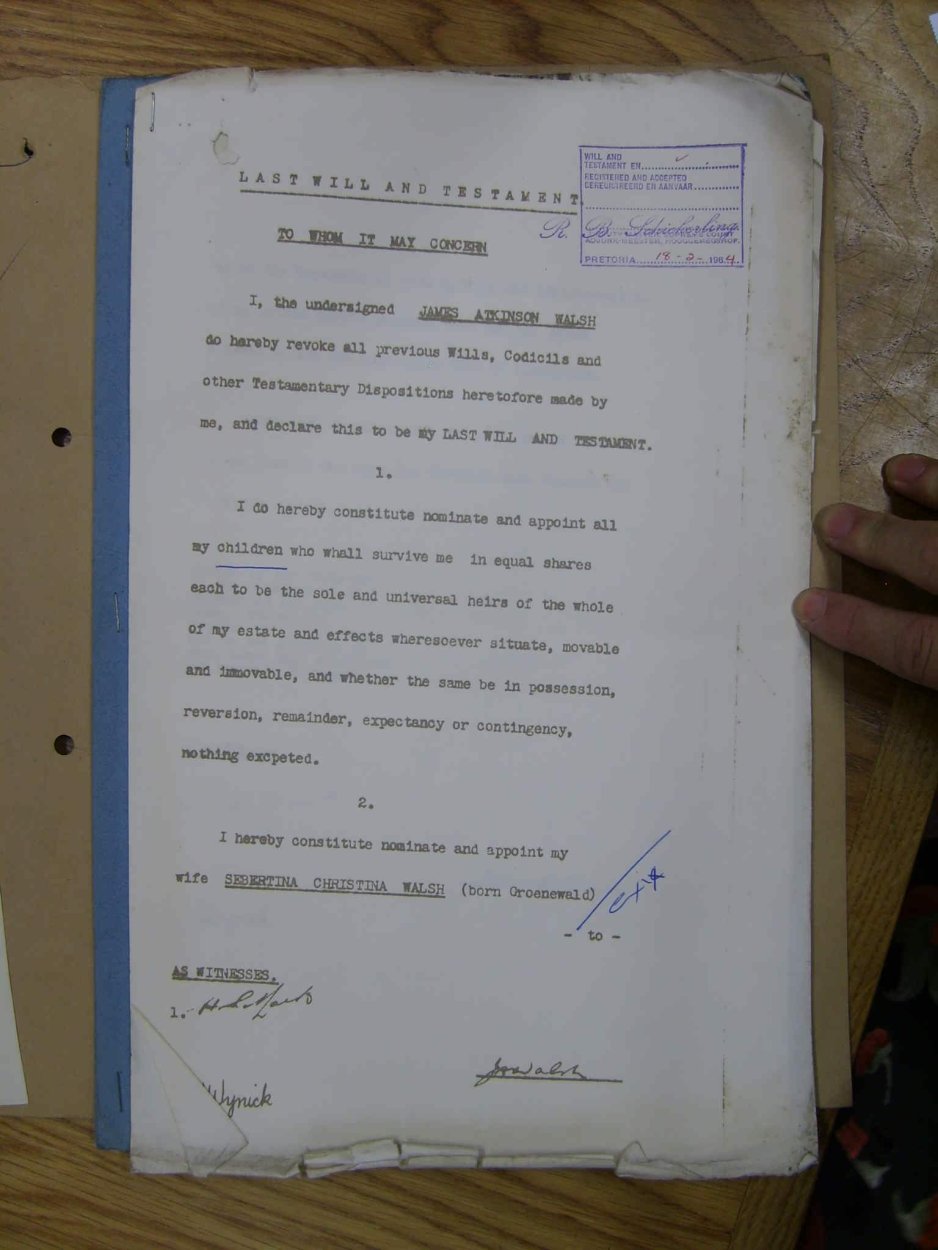 LAST WILL AND TESTAMENT
WILL AND
TESTAMENT EN
REGISTERED AND ACCEPTED
GEREGISTREERD EN AANVAAR
R. B. Schickerling
PRETORIA 18-2-1964.
TO WHOM IT MAY CONCERN
I, the undersigned JAMES ATKINSON WALSH
do hereby revoke all previous Wills, Codicils and
other Testamentary Dispositions heretofore made by
me, and declare this to be my LAST WILL AND TESTAMENT.
1.
I do hereby constitute nominate and appoint all
my children who whall survive me in equal shares
each to be the sole and universal heirs of the whole
of my estate and effects wheresoever situate, movable
and immovable, and whether the same be in possession,
reversion, remainder, expectancy or contingency,
nothing excpeted.
2.
I hereby constitute nominate and appoint my
wife SEBERTINA CHRISTINA WALSH (born Groenewald)
- to -
AS WITNESSES.
1.-
Walsh
Wynick